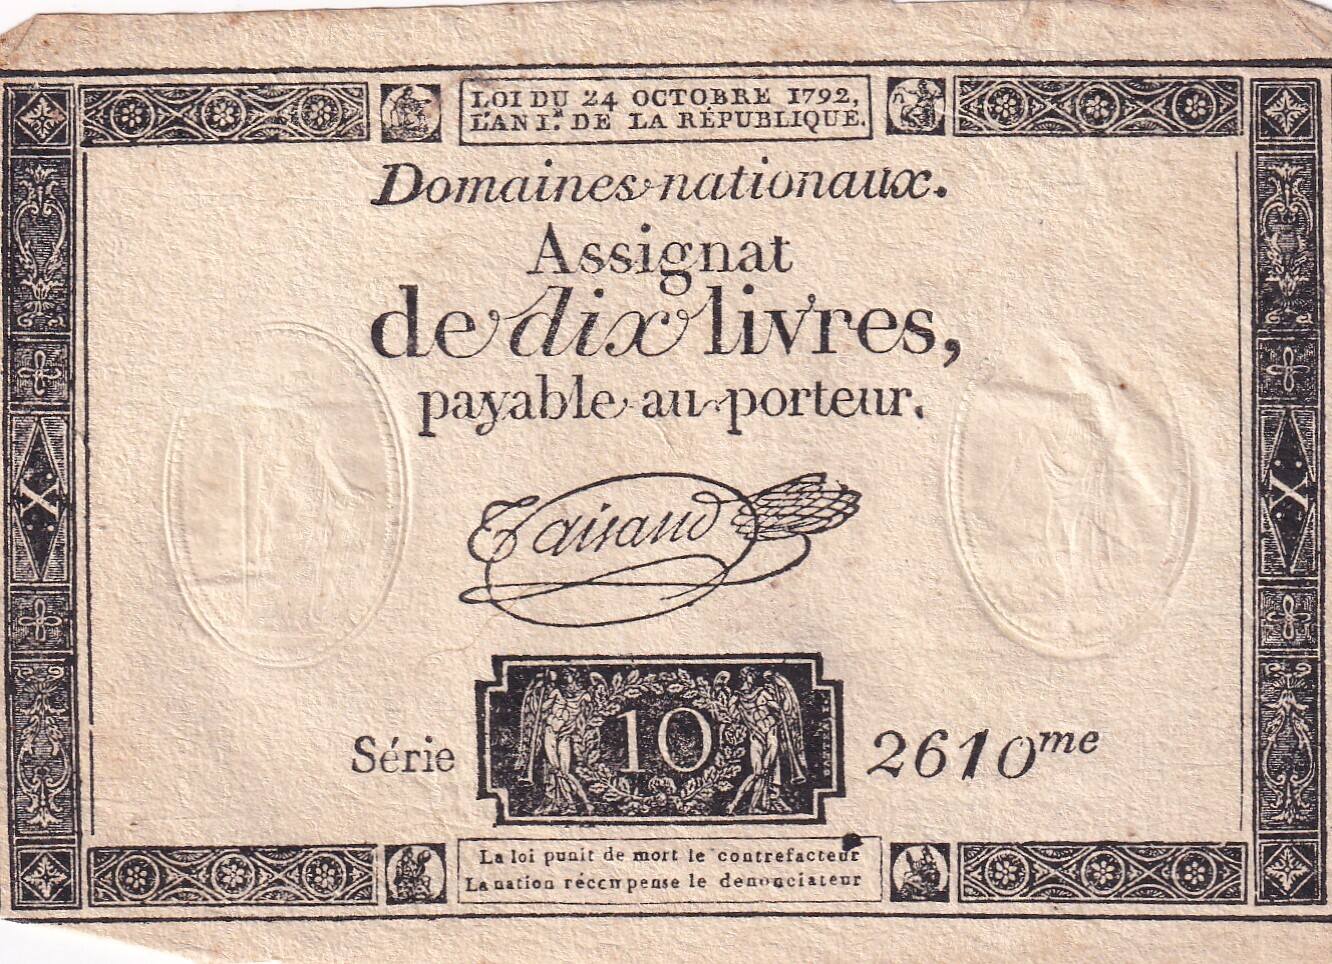 LOI DU 24 OCTOBRE 1792,
L'AN I.ᵉʳ DE LA RÉPUBLIQUE.
Domaines nationaux.
Assignat
de dix livres,
payable au porteur.
Taisaud
X
X
Série 10 2610me
La loi punit de mort le contrefacteur
La nation récompense le dénonciateur